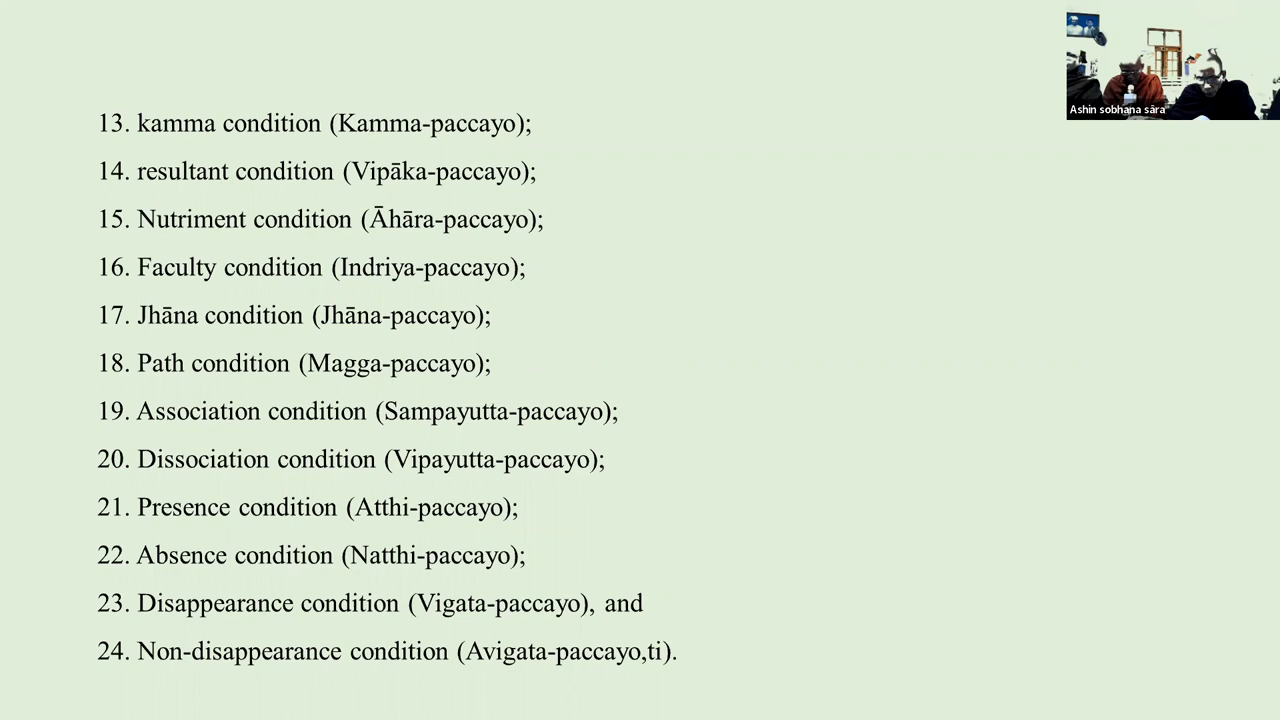 13. kamma condition (Kamma-paccayo);
14. resultant condition (Vipāka-paccayo);
15. Nutriment condition (Āhāra-paccayo);
16. Faculty condition (Indriya-paccayo);
17. Jhāna condition (Jhāna-paccayo);
18. Path condition (Magga-paccayo);
19. Association condition (Sampayutta-paccayo);
20. Dissociation condition (Vipayutta-paccayo);
21. Presence condition (Atthi-paccayo);
22. Absence condition (Natthi-paccayo);
23. Disappearance condition (Vigata-paccayo), and
24. Non-disappearance condition (Avigata-paccayo,ti).
Ashin sobhana sāra